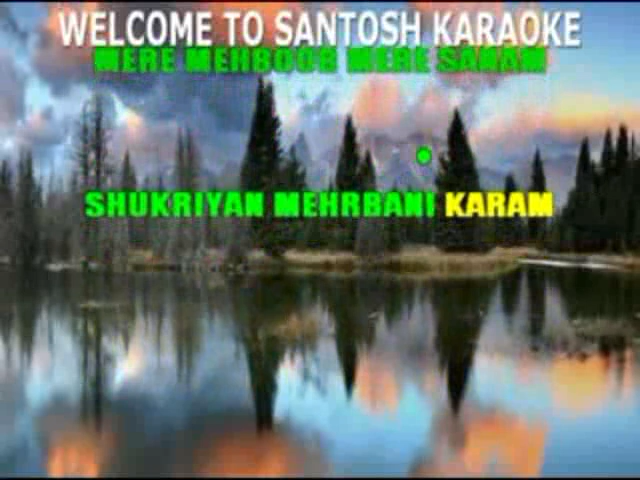 WELCOME TO SANTOSH KARAOKE
MERE MEHBOOB MERE SANAM
SHUKRIYAN MEHRBANI KARAM